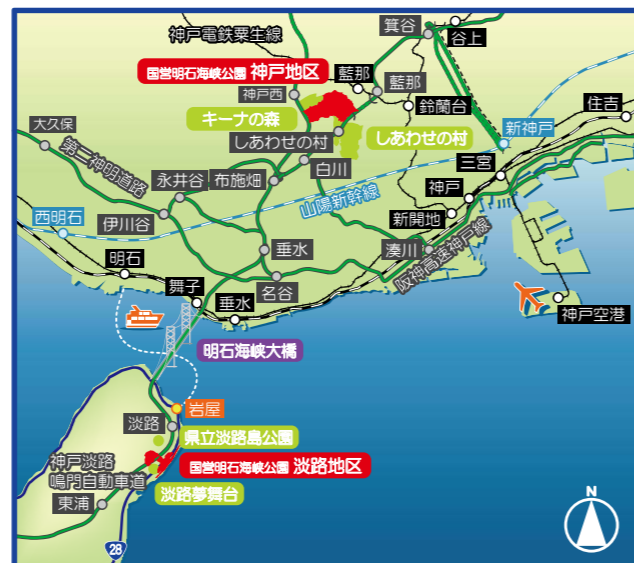 神戸電鉄粟生線
箕谷
谷上
国営明石海峡公園 神戸地区
藍那
藍那
神戸西
キーナの森
鈴蘭台
住吉
大久保
しあわせの村
しあわせの村
新神戸
第二神明道路
永井谷
布施畑
白川
三宮
山陽新幹線
神戸
西明石
伊川谷
新開地
明石
垂水
湊川
阪神高速神戸線
舞子
名谷
垂水
神戸空港
明石海峡大橋
岩屋
淡路
県立淡路島公園
神戸淡路
鳴門自動車道
国営明石海峡公園 淡路地区
東浦
淡路夢舞台
28
N